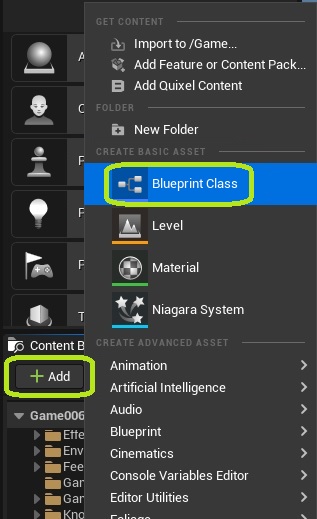 GET CONTENT
Import to /Game...
Add Feature or Content Pack...
Add Quixel Content
FOLDER
New Folder
CREATE BASIC ASSET
Blueprint Class
Level
Material
Niagara System
CREATE ADVANCED ASSET
Animation
Artificial Intelligence
Audio
Blueprint
Cinematics
Console Variables Editor
Editor Utilities
Foliage
Content B
+ Add
Game006
Effe
Env
Fee
Gan
Gan
Kno